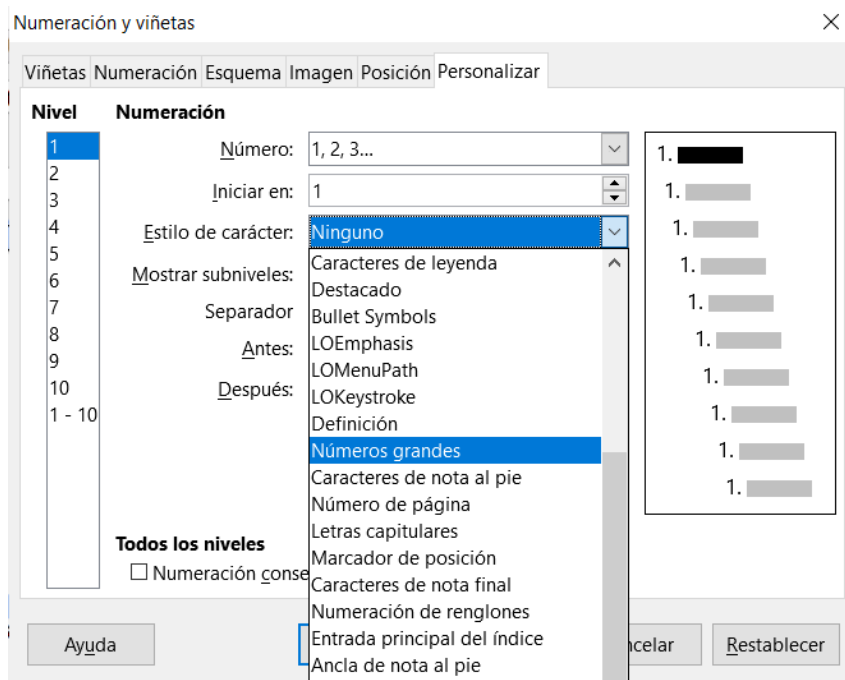 Numeración y viñetas
Viñetas Numeración Esquema Imagen Posición Personalizar
Nivel Numeración
1
2
3
4
5
6
7
8
9
10
1 - 10
Número: 1, 2, 3...
Iniciar en: 1
Estilo de carácter: Ninguno
Mostrar subniveles:
Separador
Antes:
Después:
Caracteres de leyenda
Destacado
Bullet Symbols
LOEmphasis
LOMenuPath
LOKeystroke
Definición
Números grandes
Caracteres de nota al pie
Número de página
Letras capitulares
Marcador de posición
Caracteres de nota final
Numeración de renglones
Entrada principal del índice
Ancla de nota al pie
1.
1.
1.
1.
1.
1.
1.
1.
1.
1.
Todos los niveles
Numeración conse
Ayuda ncelar Restablecer